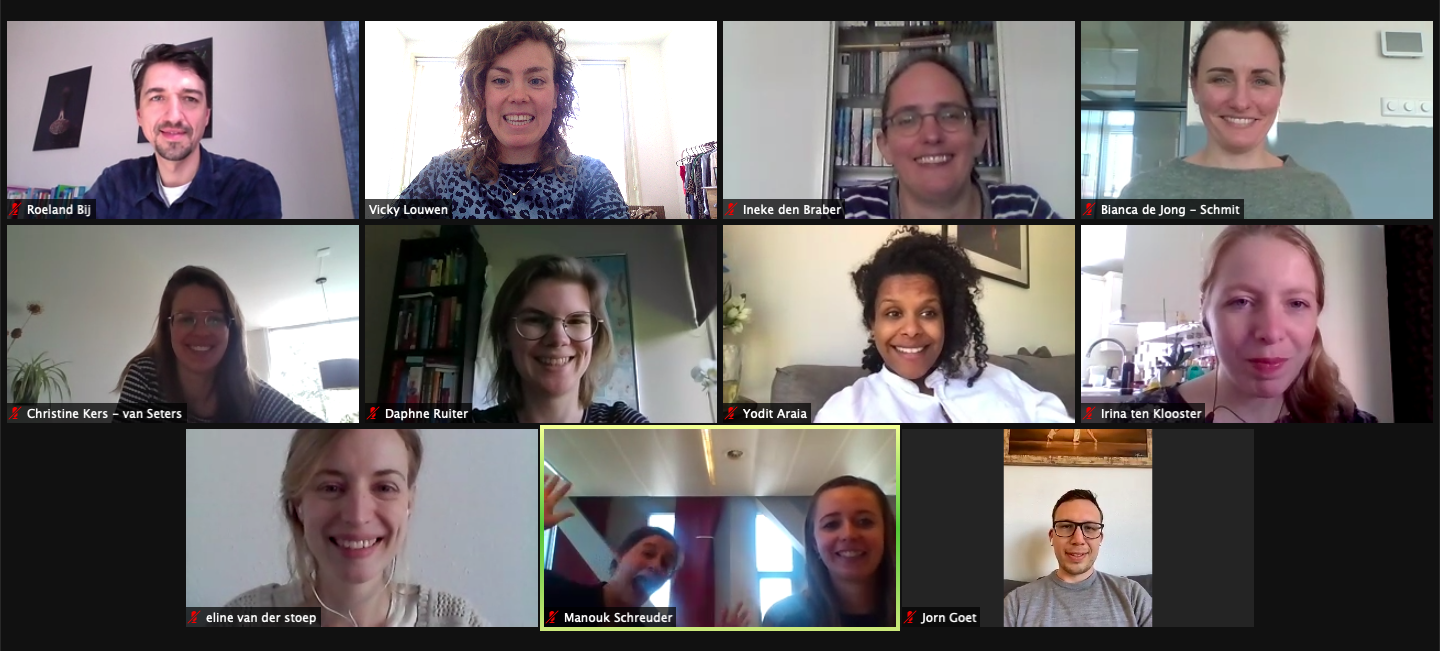 Roeland Bij
Vicky Louwen
Ineke den Braber
Bianca de Jong – Schmit
Christine Kers – van Seters
Daphne Ruiter
Yodit Araia
Irina ten Klooster
eline van der stoep
Manouk Schreuder
Jorn Goet